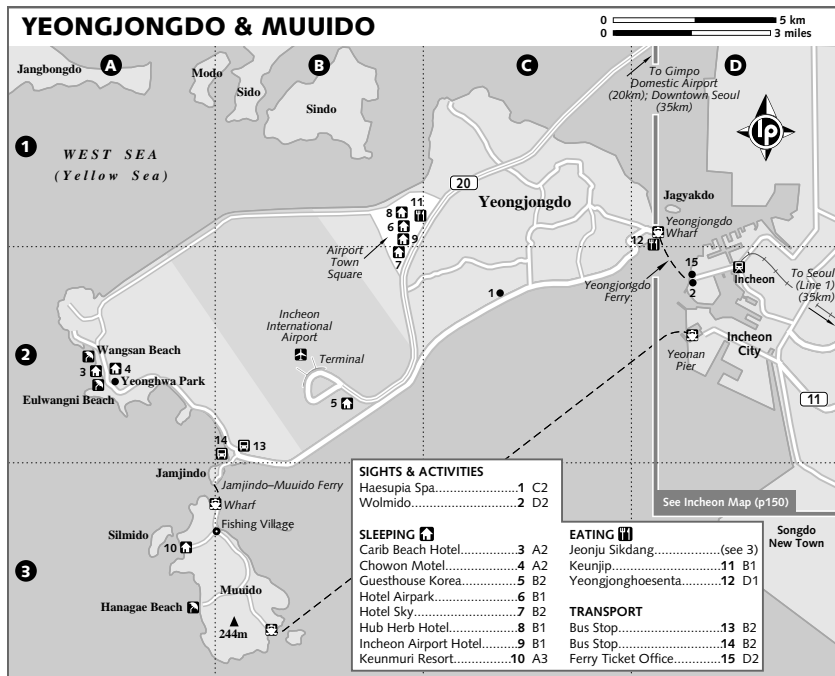 YEONGJONGDO & MUUIDO
0 5 km
0 3 miles
A
B
C
D
1
2
3
Jangbongdo
Modo
Sido
Sindo
WEST SEA
(Yellow Sea)
To Gimpo
Domestic Airport
(20km); Downtown Seoul
(35km)
lp
20
Yeongjongdo
Jagyakdo
Yeongjongdo
Wharf
8
11
6
9
7
Airport
Town
Square
12
15
2
Incheon
Yeongjongdo
Ferry
To Seoul
(Line 1)
(35km)
1
Incheon
International
Airport
Terminal
5
Wangsan Beach
3
4
Yeonghwa Park
Eulwangni Beach
Yeonan
Pier
Incheon
City
11
14
13
Jamjindo
Jamjindo–Muuido Ferry
Wharf
Fishing Village
Silmido
10
Muuido
Hanagae Beach
244m
See Incheon Map (p150)
Songdo
New Town
SIGHTS & ACTIVITIES
Haesupia Spa....................1 C2
Wolmido...........................2 D2
SLEEPING
Carib Beach Hotel............3 A2
Chowon Motel.................4 A2
Guesthouse Korea............5 B2
Hotel Airpark...................6 B1
Hotel Sky.........................7 B2
Hub Herb Hotel...............8 B1
Incheon Airport Hotel......9 B1
Keunmuri Resort............10 A3
EATING
Jeonju Sikdang................(see 3)
Keunjip..........................11 B1
Yeongjonghoesenta........12 D1
TRANSPORT
Bus Stop........................13 B2
Bus Stop........................14 B2
Ferry Ticket Office..........15 D2